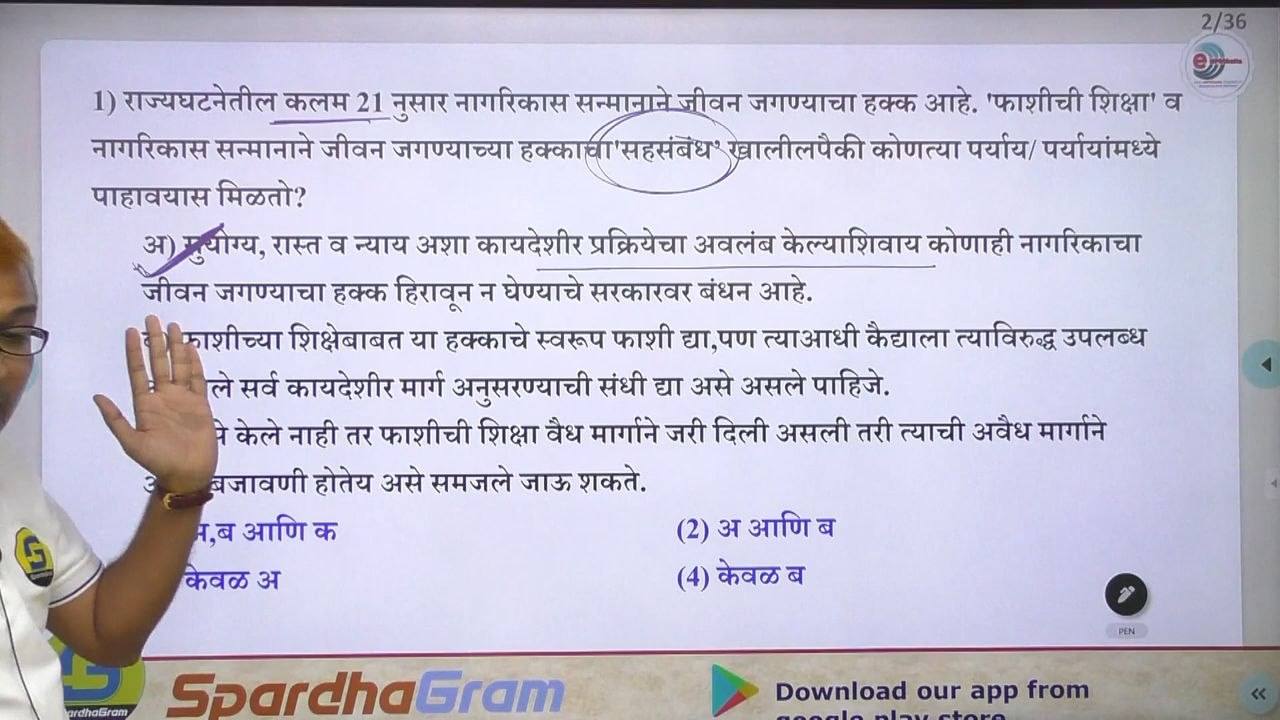 2/36
1) राज्यघटनेतील कलम 21 नुसार नागरिकास सन्मानाने जीवन जगण्याचा हक्क आहे. 'फाशीची शिक्षा' व
नागरिकास सन्मानाने जीवन जगण्याच्या हक्काचा'सहसंबंध' खालीलपैकी कोणत्या पर्याय/ पर्यायांमध्ये
पाहावयास मिळतो?
अ) सुयोग्य, रास्त व न्याय अशा कायदेशीर प्रक्रियेचा अवलंब केल्याशिवाय कोणाही नागरिकाचा
जीवन जगण्याचा हक्क हिरावून न घेण्याचे सरकारवर बंधन आहे.
फाशीच्या शिक्षेबाबत या हक्काचे स्वरूप फाशी द्या,पण त्याआधी कैद्याला त्याविरुद्ध उपलब्ध
सर्व कायदेशीर मार्ग अनुसरण्याची संधी द्या असे असले पाहिजे.
केले नाही तर फाशीची शिक्षा वैध मार्गाने जरी दिली असली तरी त्याची अवैध मार्गाने
होतेय असे समजले जाऊ शकते.
अ,ब आणि क
(2) अ आणि ब
केवळ अ
(4) केवळ ब
PEN
SpardhaGram
Download our app from
google play store